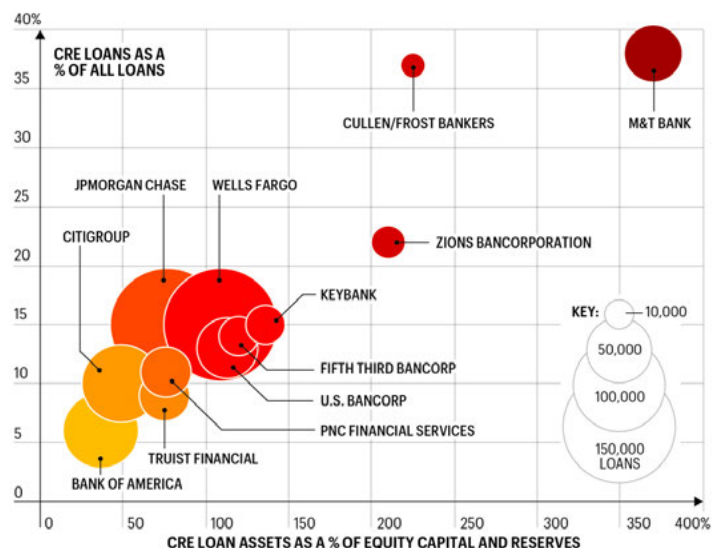 40%
CRE LOANS AS A
% OF ALL LOANS
35
CULLEN/FROST BANKERS
M&T BANK
30
25
JPMORGAN CHASE
WELLS FARGO
CITIGROUP
ZIONS BANCORPORATION
20
KEYBANK
KEY:
10,000
15
50,000
FIFTH THIRD BANCORP
10
U.S. BANCORP
100,000
PNC FINANCIAL SERVICES
5
150,000
LOANS
TRUIST FINANCIAL
BANK OF AMERICA
0
0 50 100 150 200 250 300 350 400%
CRE LOAN ASSETS AS A % OF EQUITY CAPITAL AND RESERVES